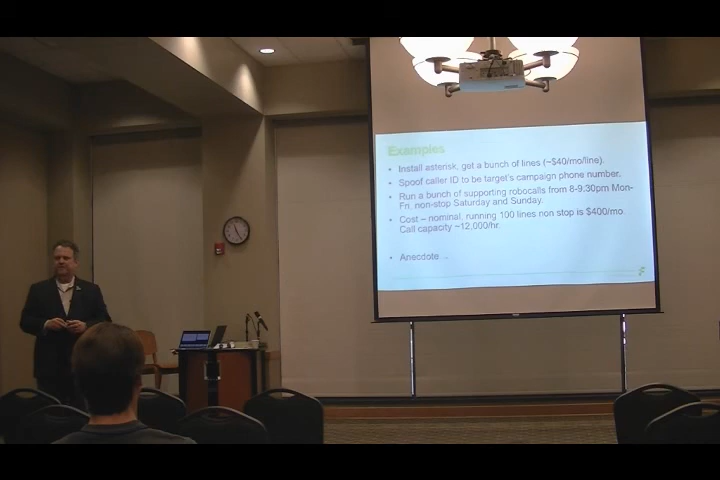 Examples
• Install asterisk, get a bunch of lines (~$40/mo/line).
• Spoof caller ID to be target's campaign phone number.
• Run a bunch of supporting robocalls from 8-9:30pm Mon-
Fri, non-stop Saturday and Sunday.
• Cost – nominal, running 100 lines non stop is $400/mo.
Call capacity ~12,000/hr.
• Anecdote ...